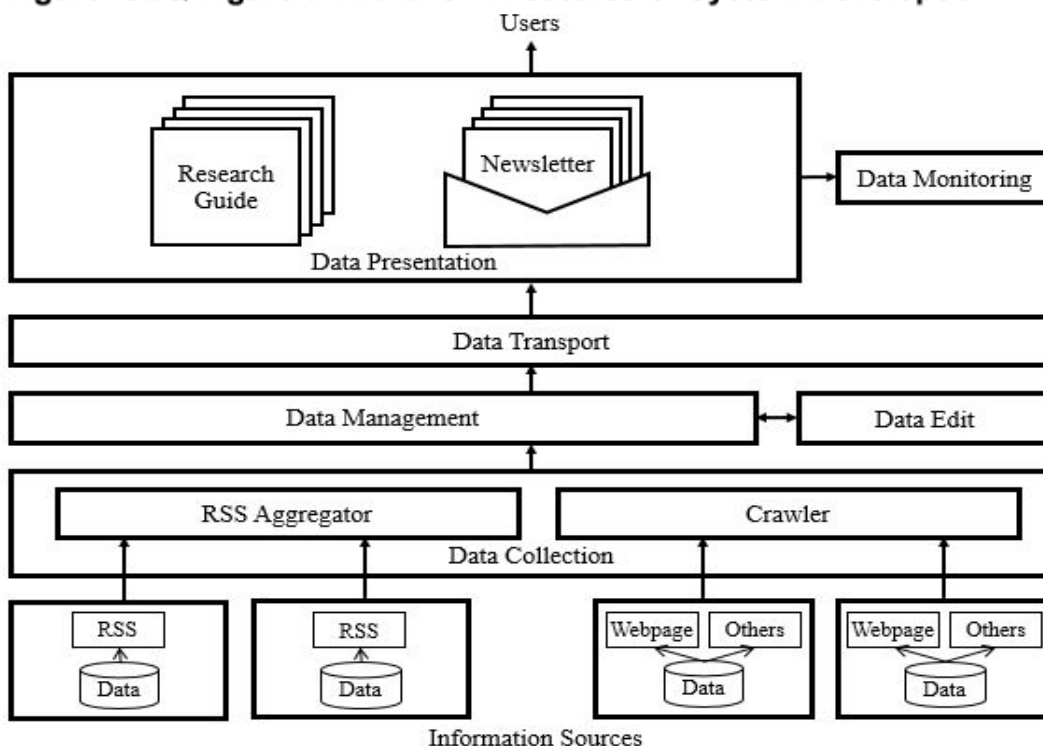 Users
Research
Guide
Newsletter
Data Presentation
Data Monitoring
Data Transport
Data Management
Data Edit
RSS Aggregator
Crawler
Data Collection
RSS
RSS
Webpage
Others
Webpage
Others
Data
Data
Data
Data
Information Sources